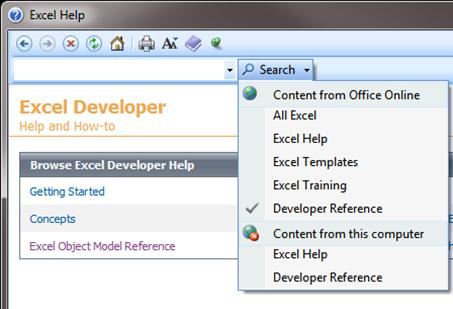 Excel Help
Search
Content from Office Online
All Excel
Excel Help
Excel Templates
Excel Training
Developer Reference
Content from this computer
Excel Help
Developer Reference
Excel Developer
Help and How-to
Browse Excel Developer Help
Getting Started
Concepts
Excel Object Model Reference